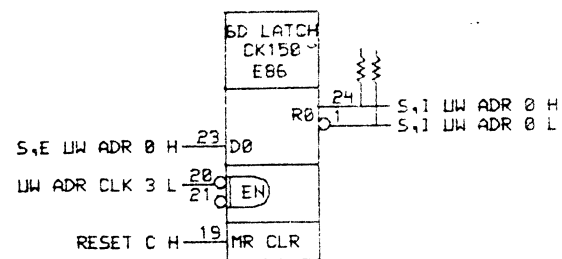 6D LATCH
CK150
E86
24
R0
S,I UW ADR 0 H
1
S,I UW ADR 0 L
23
S,E UW ADR 0 H
D0
20
UW ADR CLK 3 L
21
EN
19
RESET C H
MR CLR